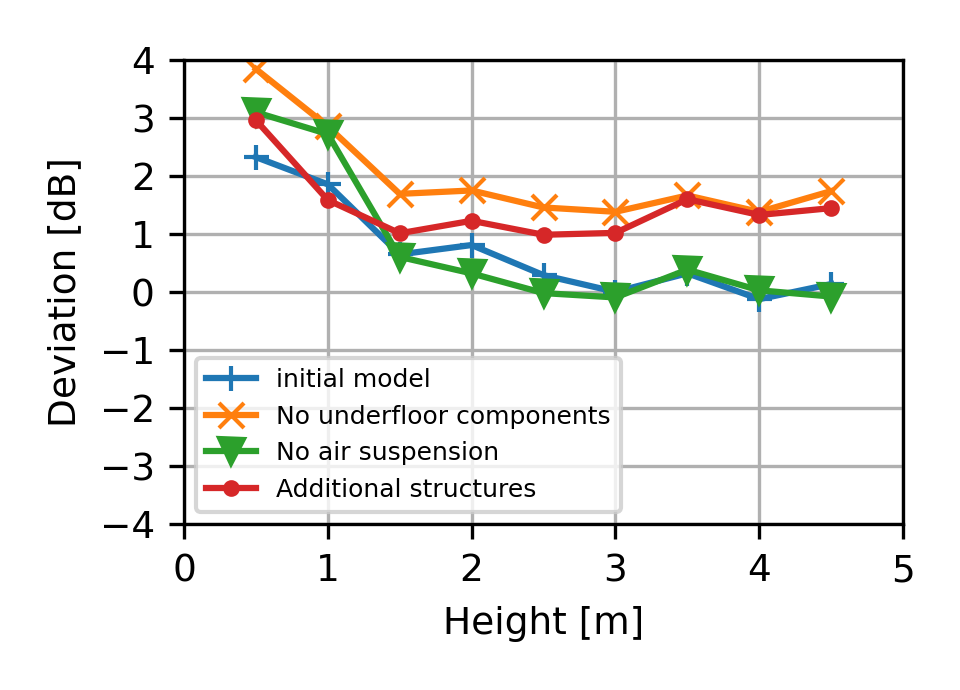 4
3
2
1
0
−1
−2
−3
−4
Deviation [dB]
initial model
No underfloor components
No air suspension
Additional structures
0 1 2 3 4 5
Height [m]